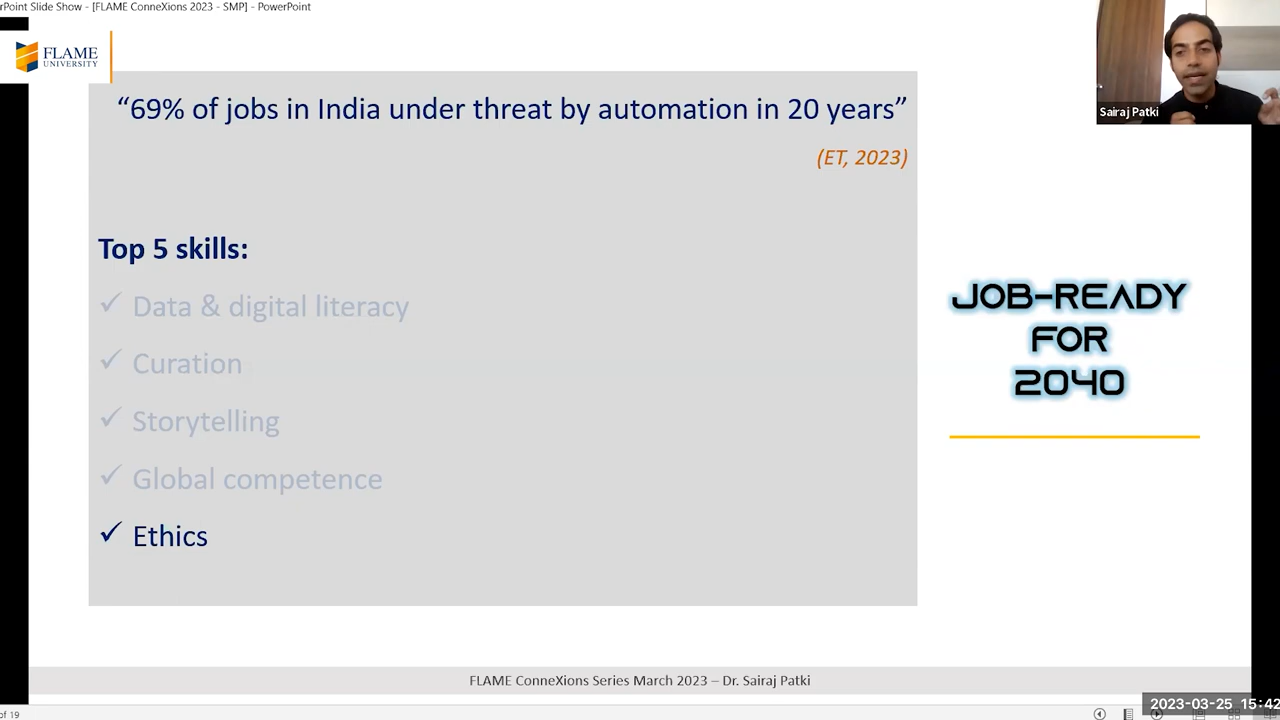 rPoint Slide Show - [FLAME ConneXions 2023 - SMP] - PowerPoint
FLAME
UNIVERSITY
“69% of jobs in India under threat by automation in 20 years”
(ET, 2023)
Sairaj Patki
Top 5 skills:
✓ Data & digital literacy
✓ Curation
✓ Storytelling
✓ Global competence
✓ Ethics
JOB-READY
FOR
2040
FLAME ConneXions Series March 2023 – Dr. Sairaj Patki
of 19
2023-03-25 15:42